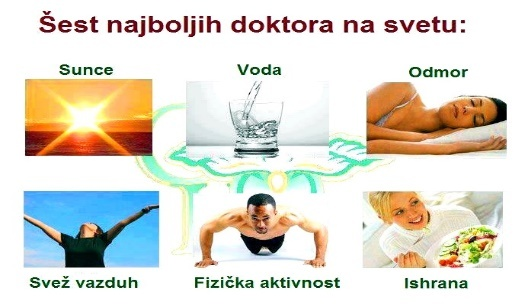 Šest najboljih doktora na svetu:
Sunce
Voda
Odmor
Svež vazduh
Fizička aktivnost
Ishrana